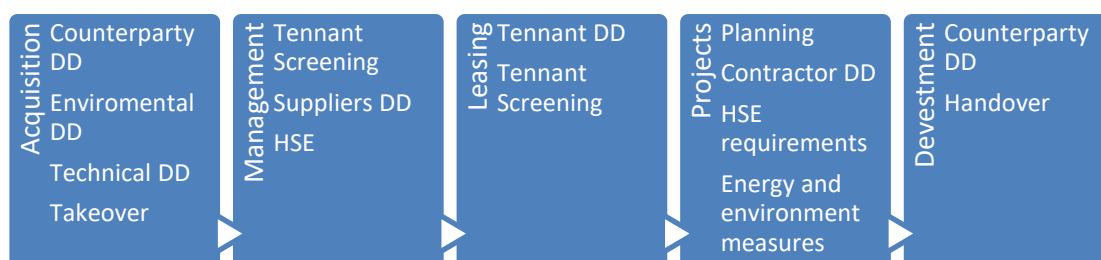 Acquisition
Counterparty
DD
Enviromental
DD
Technical DD
Takeover
Management
Tennant
Screening
Suppliers DD
HSE
Leasing
Tennant DD
Tennant
Screening
Projects
Planning
Contractor DD
HSE
requirements
Energy and
environment
measures
Devestment
Counterparty
DD
Handover